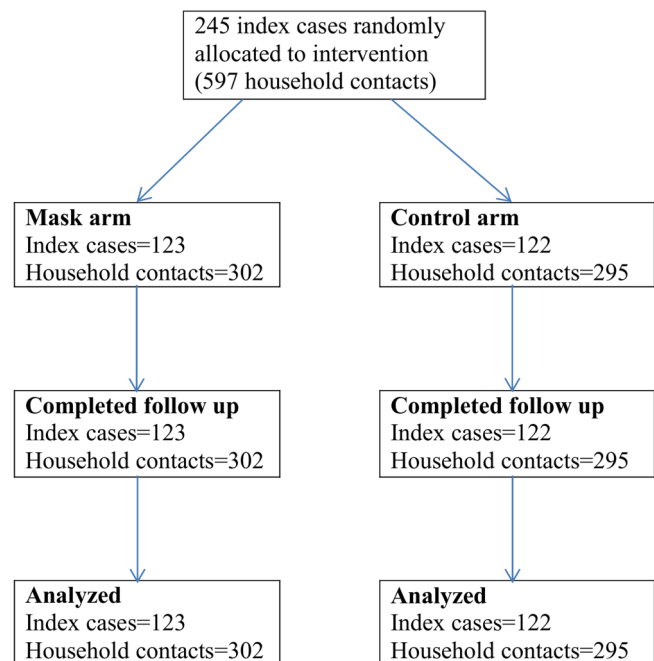 245 index cases randomly
allocated to intervention
(597 household contacts)
Mask arm
Index cases=123
Household contacts=302
Control arm
Index cases=122
Household contacts=295
Completed follow up
Index cases=123
Household contacts=302
Completed follow up
Index cases=122
Household contacts=295
Analyzed
Index cases=123
Household contacts=302
Analyzed
Index cases=122
Household contacts=295